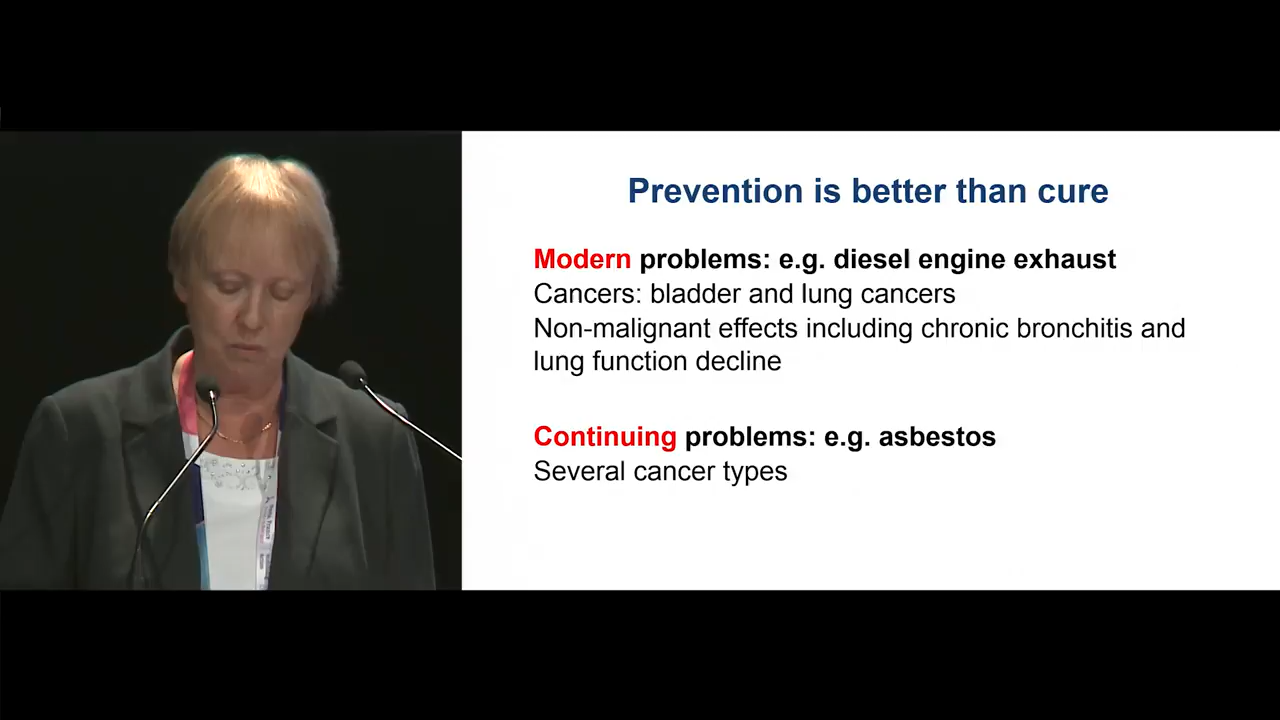 Prevention is better than cure
Modern problems: e.g. diesel engine exhaust
Cancers: bladder and lung cancers
Non-malignant effects including chronic bronchitis and
lung function decline
Continuing problems: e.g. asbestos
Several cancer types